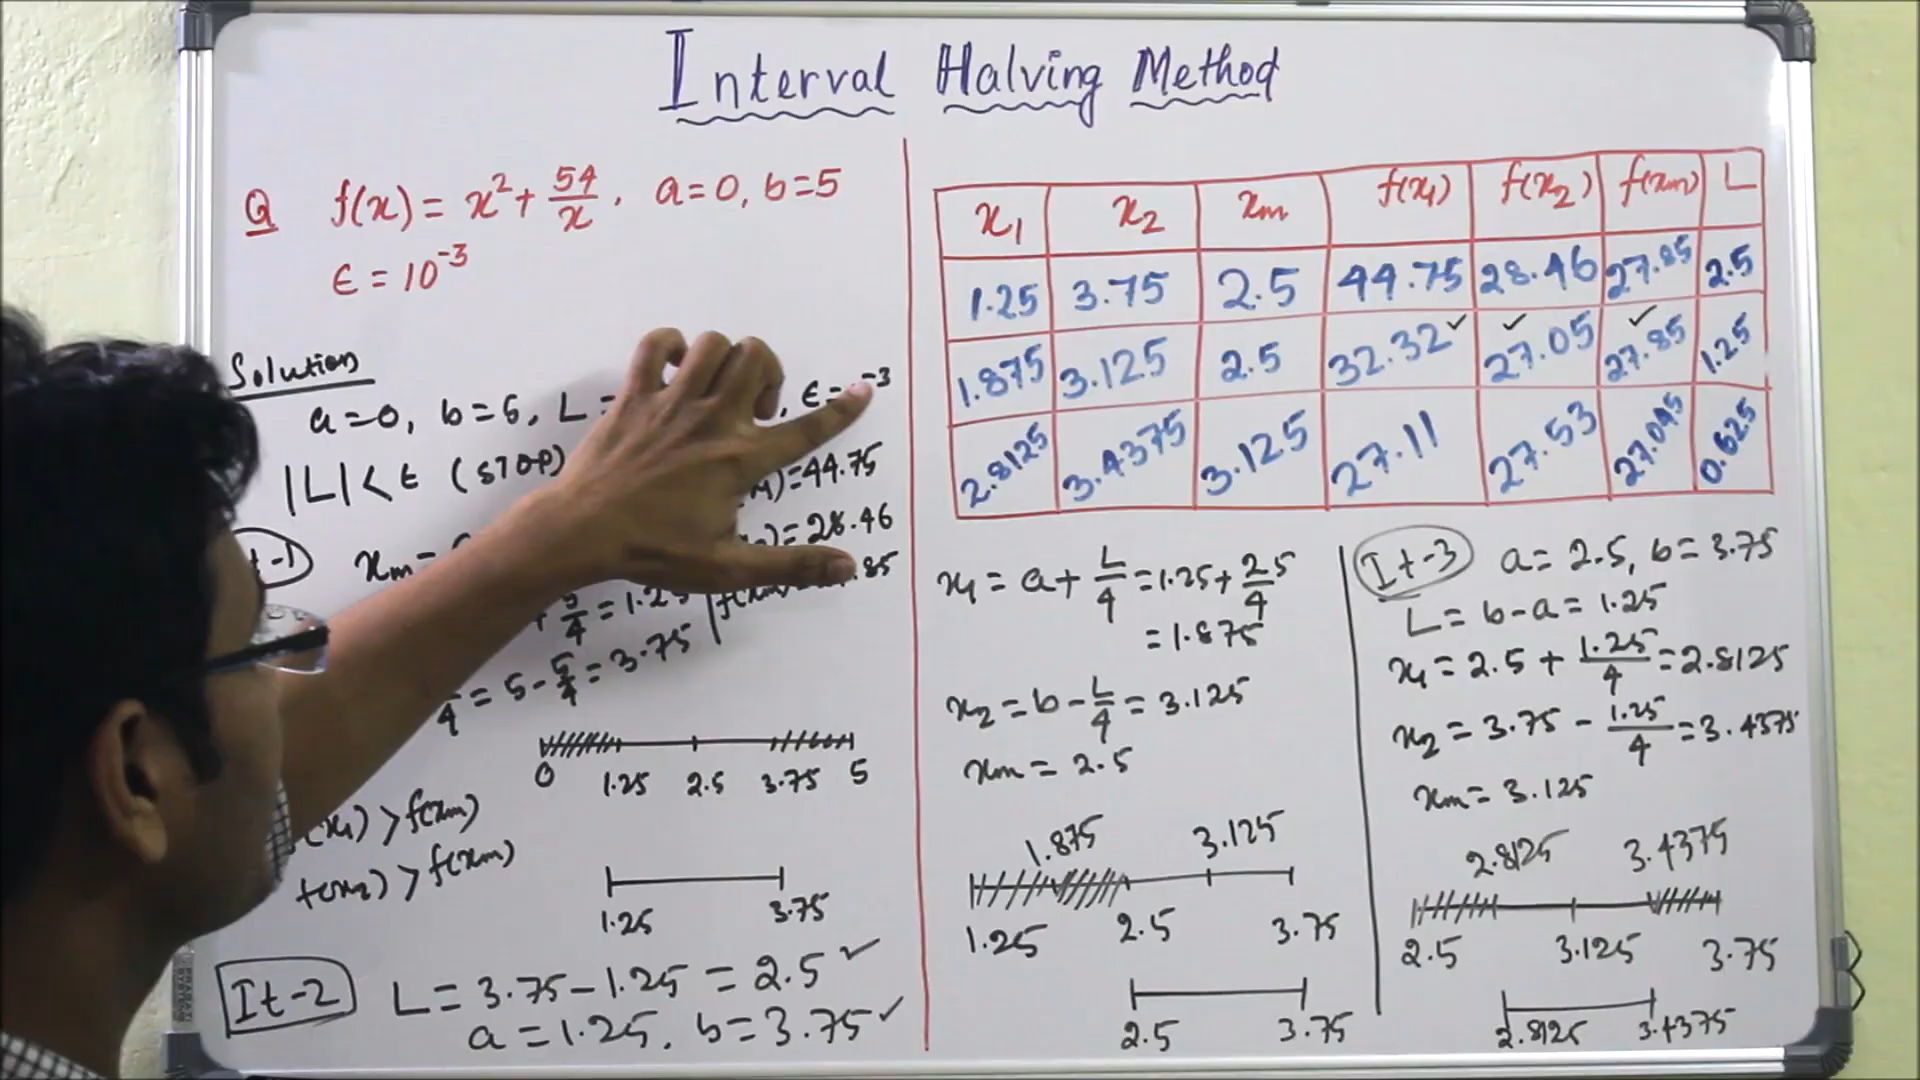 Interval Halving Method
Q f(x) = x² + 54/x, a=0, b=5
ϵ = 10⁻³
Solution
a=0, b=5, L=
, ϵ= ⁻³
|L| < ϵ (STOP)
)=44.75
xm =
)=28.46
.85
+ 5/4 = 1.25
4 = 5 - 5/4 = 3.75
0 1.25 2.5 3.75 5
(x1) > f(xm)
f(x2) > f(xm)
1.25 3.75
It-2 L = 3.75 - 1.25 = 2.5 ✓
a = 1.25, b = 3.75 ✓
x1 x2 xm f(x1) f(x2) f(xm) L
1.25 3.75 2.5 44.75 28.46 27.85 2.5
1.875 3.125 2.5 32.32 ✓ 27.05 ✓ 27.85 ✓ 1.25
2.8125 3.4375 3.125 27.11 27.53 27.045 0.625
x1 = a + L/4 = 1.25 + 2.5/4
= 1.875
x2 = b - L/4 = 3.125
xm = 2.5
1.875 3.125
1.25 2.5 3.75
2.5 3.75
It-3 a = 2.5, b = 3.75
L = b - a = 1.25
x1 = 2.5 + 1.25/4 = 2.8125
x2 = 3.75 - 1.25/4 = 3.4375
xm = 3.125
2.8125 3.4375
2.5 3.125 3.75
2.8125 3.4375